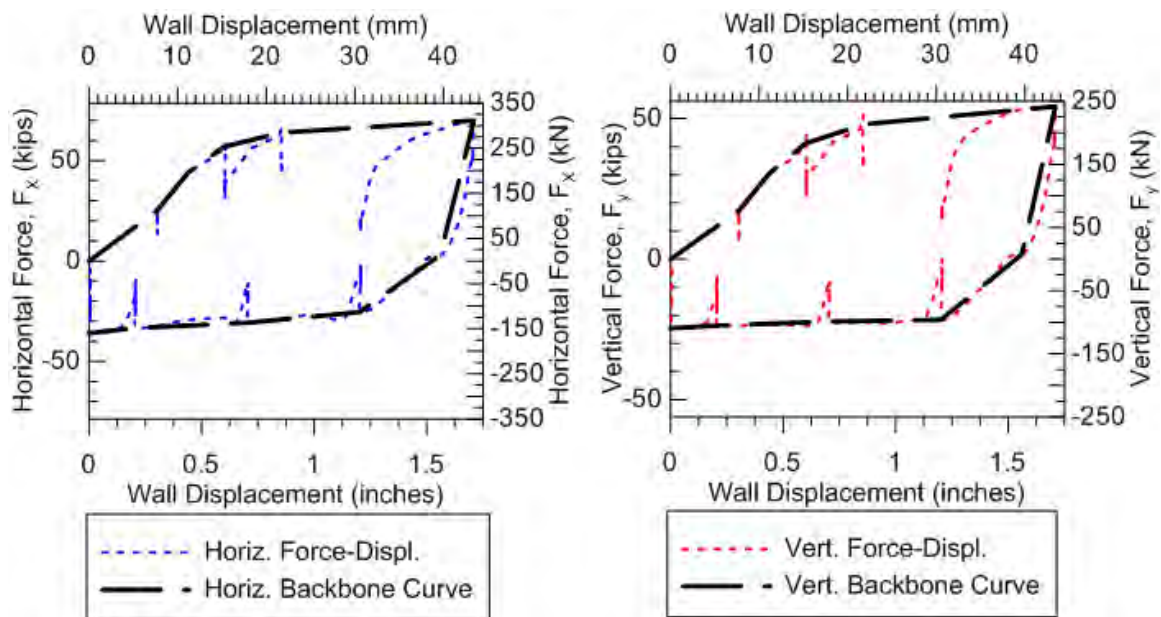 Wall Displacement (mm)
0 10 20 30 40
Horizontal Force, Fx (kips)
50
0
-50
350
250
150
50
-50
-150
-250
-350
Horizontal Force, Fx (kN)
0 0.5 1 1.5
Wall Displacement (inches)
Horiz. Force-Displ.
Horiz. Backbone Curve
Wall Displacement (mm)
0 10 20 30 40
Vertical Force, Fy (kips)
50
0
-50
250
150
50
-50
-150
-250
Vertical Force, Fy (kN)
0 0.5 1 1.5
Wall Displacement (inches)
Vert. Force-Displ.
Vert. Backbone Curve